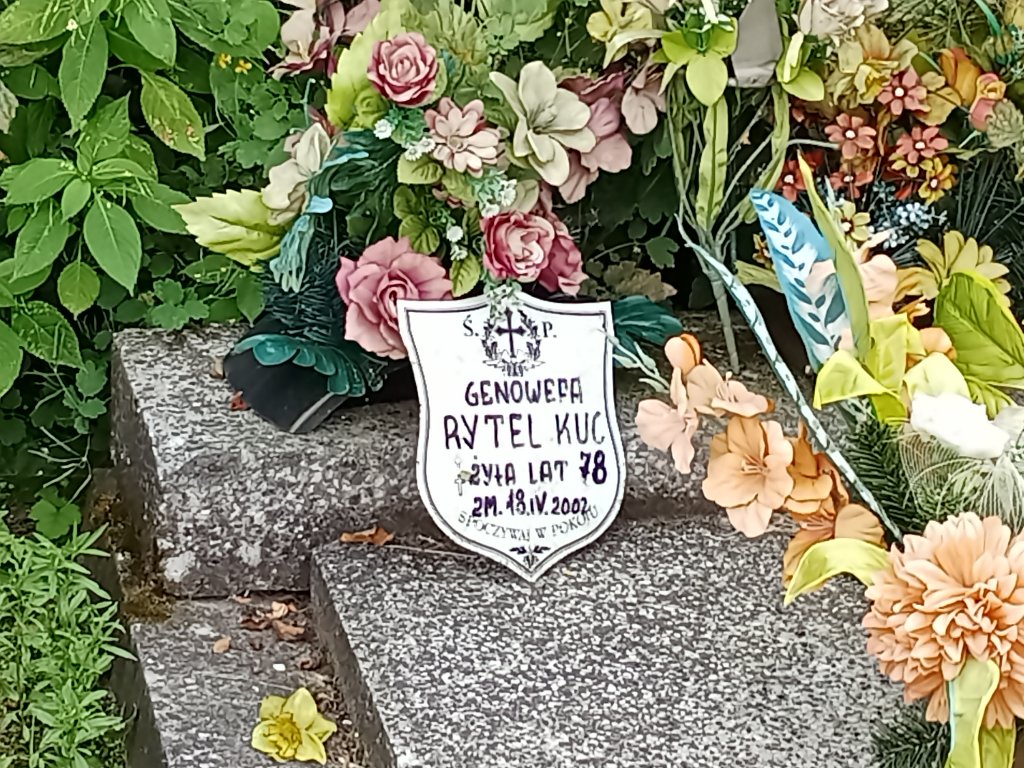 Ś. P.
GENOWEFA
RYTEL KUC
ŻYŁA LAT 78
ZM. 18.IV.2002
SPOCZYWAJ W POKOJU